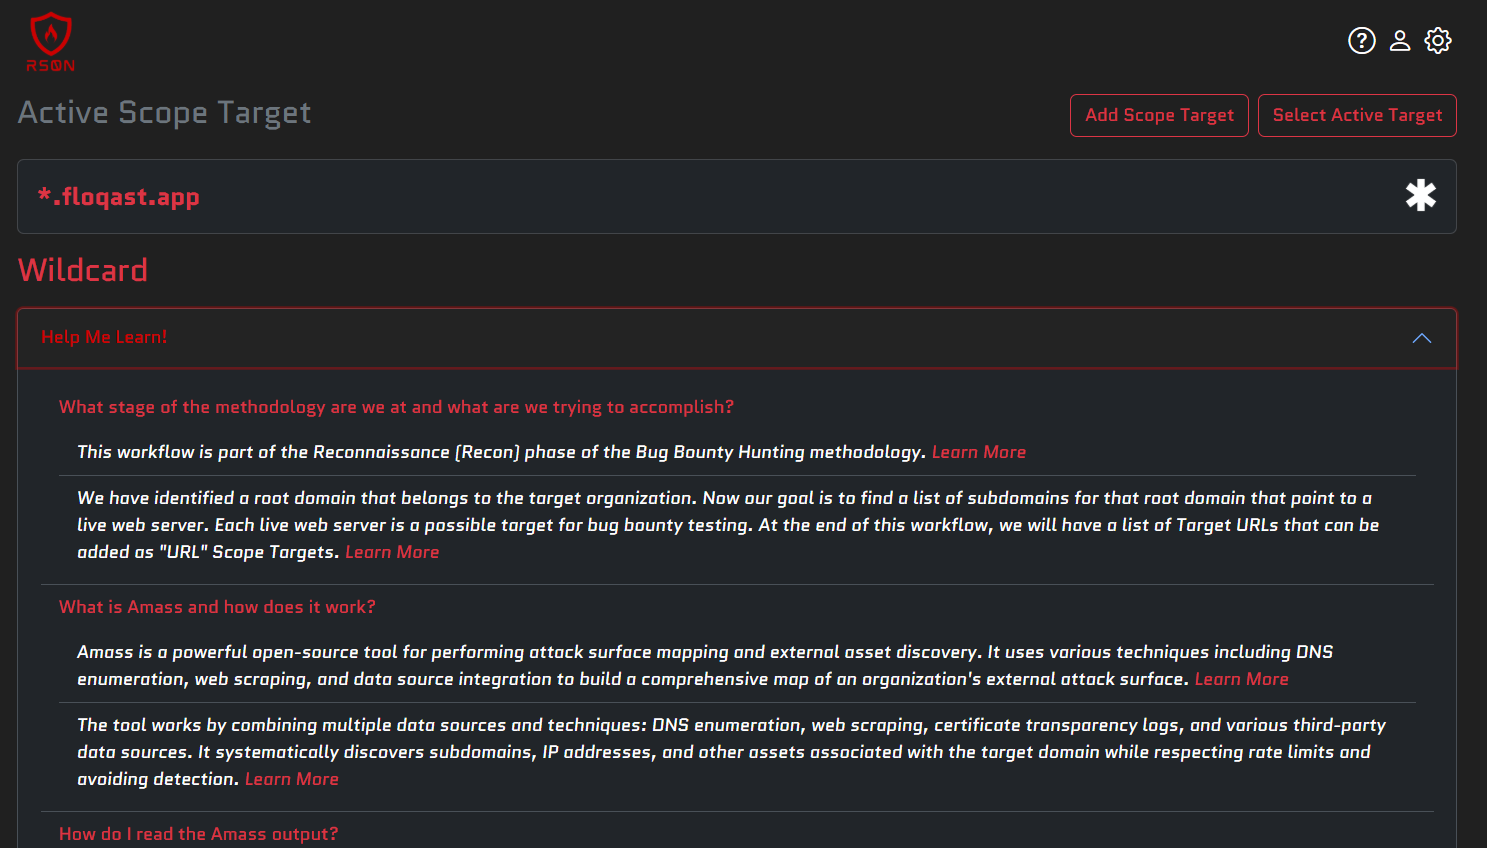 RS0N
Active Scope Target
Add Scope Target
Select Active Target
*.floqast.app
Wildcard
Help Me Learn!
What stage of the methodology are we at and what are we trying to accomplish?
This workflow is part of the Reconnaissance (Recon) phase of the Bug Bounty Hunting methodology. Learn More
We have identified a root domain that belongs to the target organization. Now our goal is to find a list of subdomains for that root domain that point to a
live web server. Each live web server is a possible target for bug bounty testing. At the end of this workflow, we will have a list of Target URLs that can be
added as "URL" Scope Targets. Learn More
What is Amass and how does it work?
Amass is a powerful open-source tool for performing attack surface mapping and external asset discovery. It uses various techniques including DNS
enumeration, web scraping, and data source integration to build a comprehensive map of an organization's external attack surface. Learn More
The tool works by combining multiple data sources and techniques: DNS enumeration, web scraping, certificate transparency logs, and various third-party
data sources. It systematically discovers subdomains, IP addresses, and other assets associated with the target domain while respecting rate limits and
avoiding detection. Learn More
How do I read the Amass output?